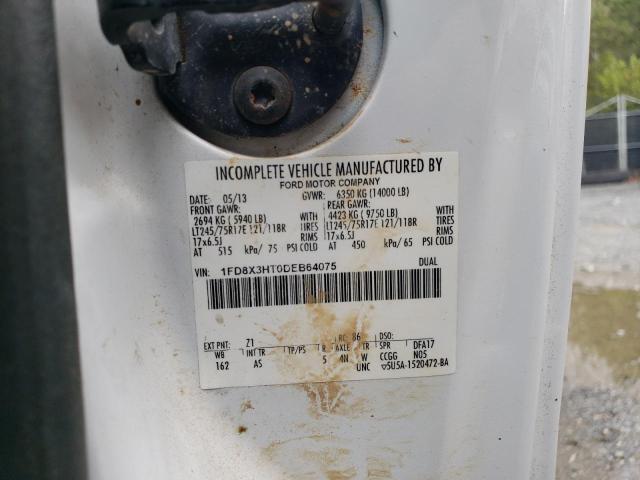 INCOMPLETE VEHICLE MANUFACTURED BY
FORD MOTOR COMPANY
DATE: 05/13 GVWR: 6350 KG (14000 LB)
FRONT GAWR: REAR GAWR:
2694 KG ( 5940 LB) WITH 4423 KG ( 9750 LB) WITH
LT245/75R17E 121/118R TIRES LT245/75R17E 121/118R TIRES
17x6.5J RIMS 17x6.5J RIMS
AT 515 kPa/ 75 PSI COLD AT 450 kPa/ 65 PSI COLD
VIN: 1FD8X3HT0DEB64075 DUAL
EXT PNT: Z1 RC: 86 DSO:
WB INT TR TP/PS R AXLE TR SPR DFA17
162 AS 5 4N W CCGG N05
UNC ▽5U5A-1520472-BA